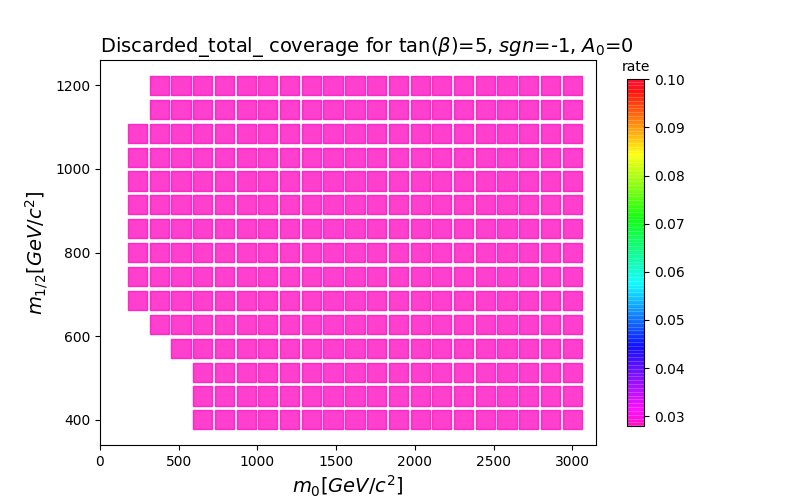 Discarded_total_ coverage for tan(β)=5, sgn=-1, A₀=0
rate
1200
1000
800
600
400
m₁/₂[GeV/c²]
0 500 1000 1500 2000 2500 3000
m₀[GeV/c²]
0.10
0.09
0.08
0.07
0.06
0.05
0.04
0.03